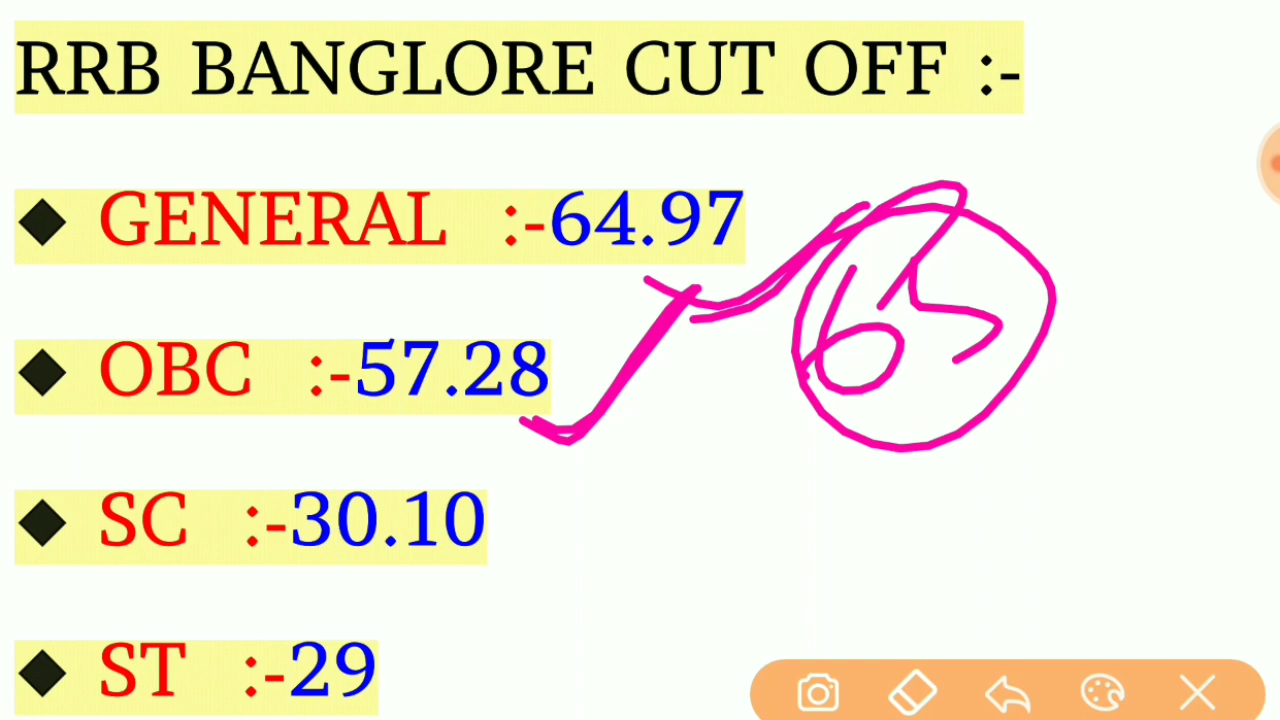 RRB BANGLORE CUT OFF :-
◆ GENERAL :-64.97
65
◆ OBC :-57.28
◆ SC :-30.10
◆ ST :-29